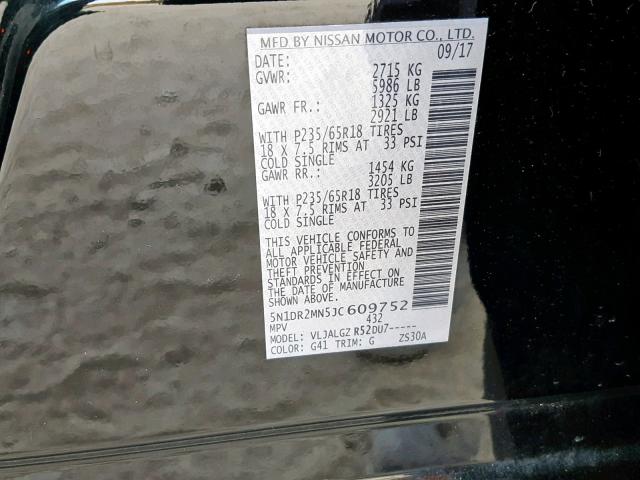 MFD. BY NISSAN MOTOR CO., LTD.
DATE: 09/17
GVWR: 2715 KG
5986 LB
GAWR FR.: 1325 KG
2921 LB
WITH P235/65R18 TIRES
18 X 7.5 RIMS AT 33 PSI
COLD SINGLE
GAWR RR.: 1454 KG
3205 LB
WITH P235/65R18 TIRES
18 X 7.5 RIMS AT 33 PSI
COLD SINGLE
THIS VEHICLE CONFORMS TO
ALL APPLICABLE FEDERAL
MOTOR VEHICLE SAFETY AND
THEFT PREVENTION
STANDARDS IN EFFECT ON
THE DATE OF MANUFACTURE
SHOWN ABOVE.
5N1DR2MN5JC609752
MPV 432
MODEL: VLJALGZ R52DU7-----
COLOR: G41 TRIM: G ZS30A